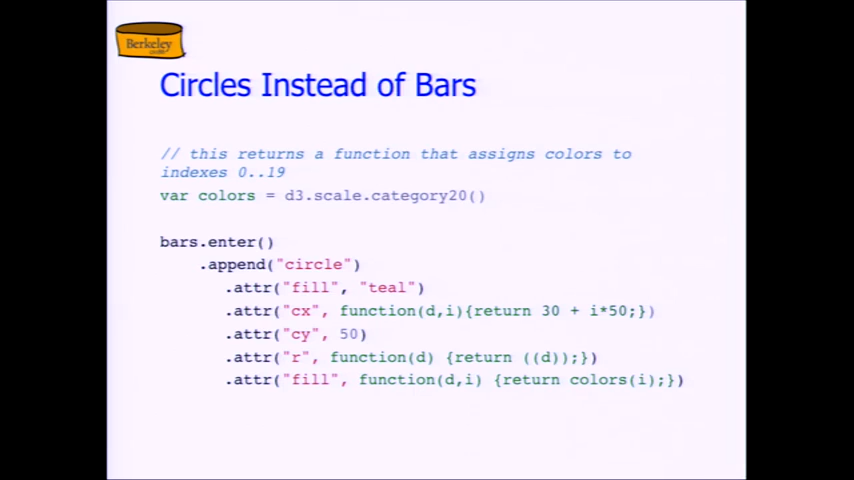 Berkeley
Circles Instead of Bars
// this returns a function that assigns colors to
indexes 0..19
var colors = d3.scale.category20()
bars.enter()
.append("circle")
.attr("fill", "teal")
.attr("cx", function(d,i){return 30 + i*50;})
.attr("cy", 50)
.attr("r", function(d) {return ((d));})
.attr("fill", function(d,i) {return colors(i);})